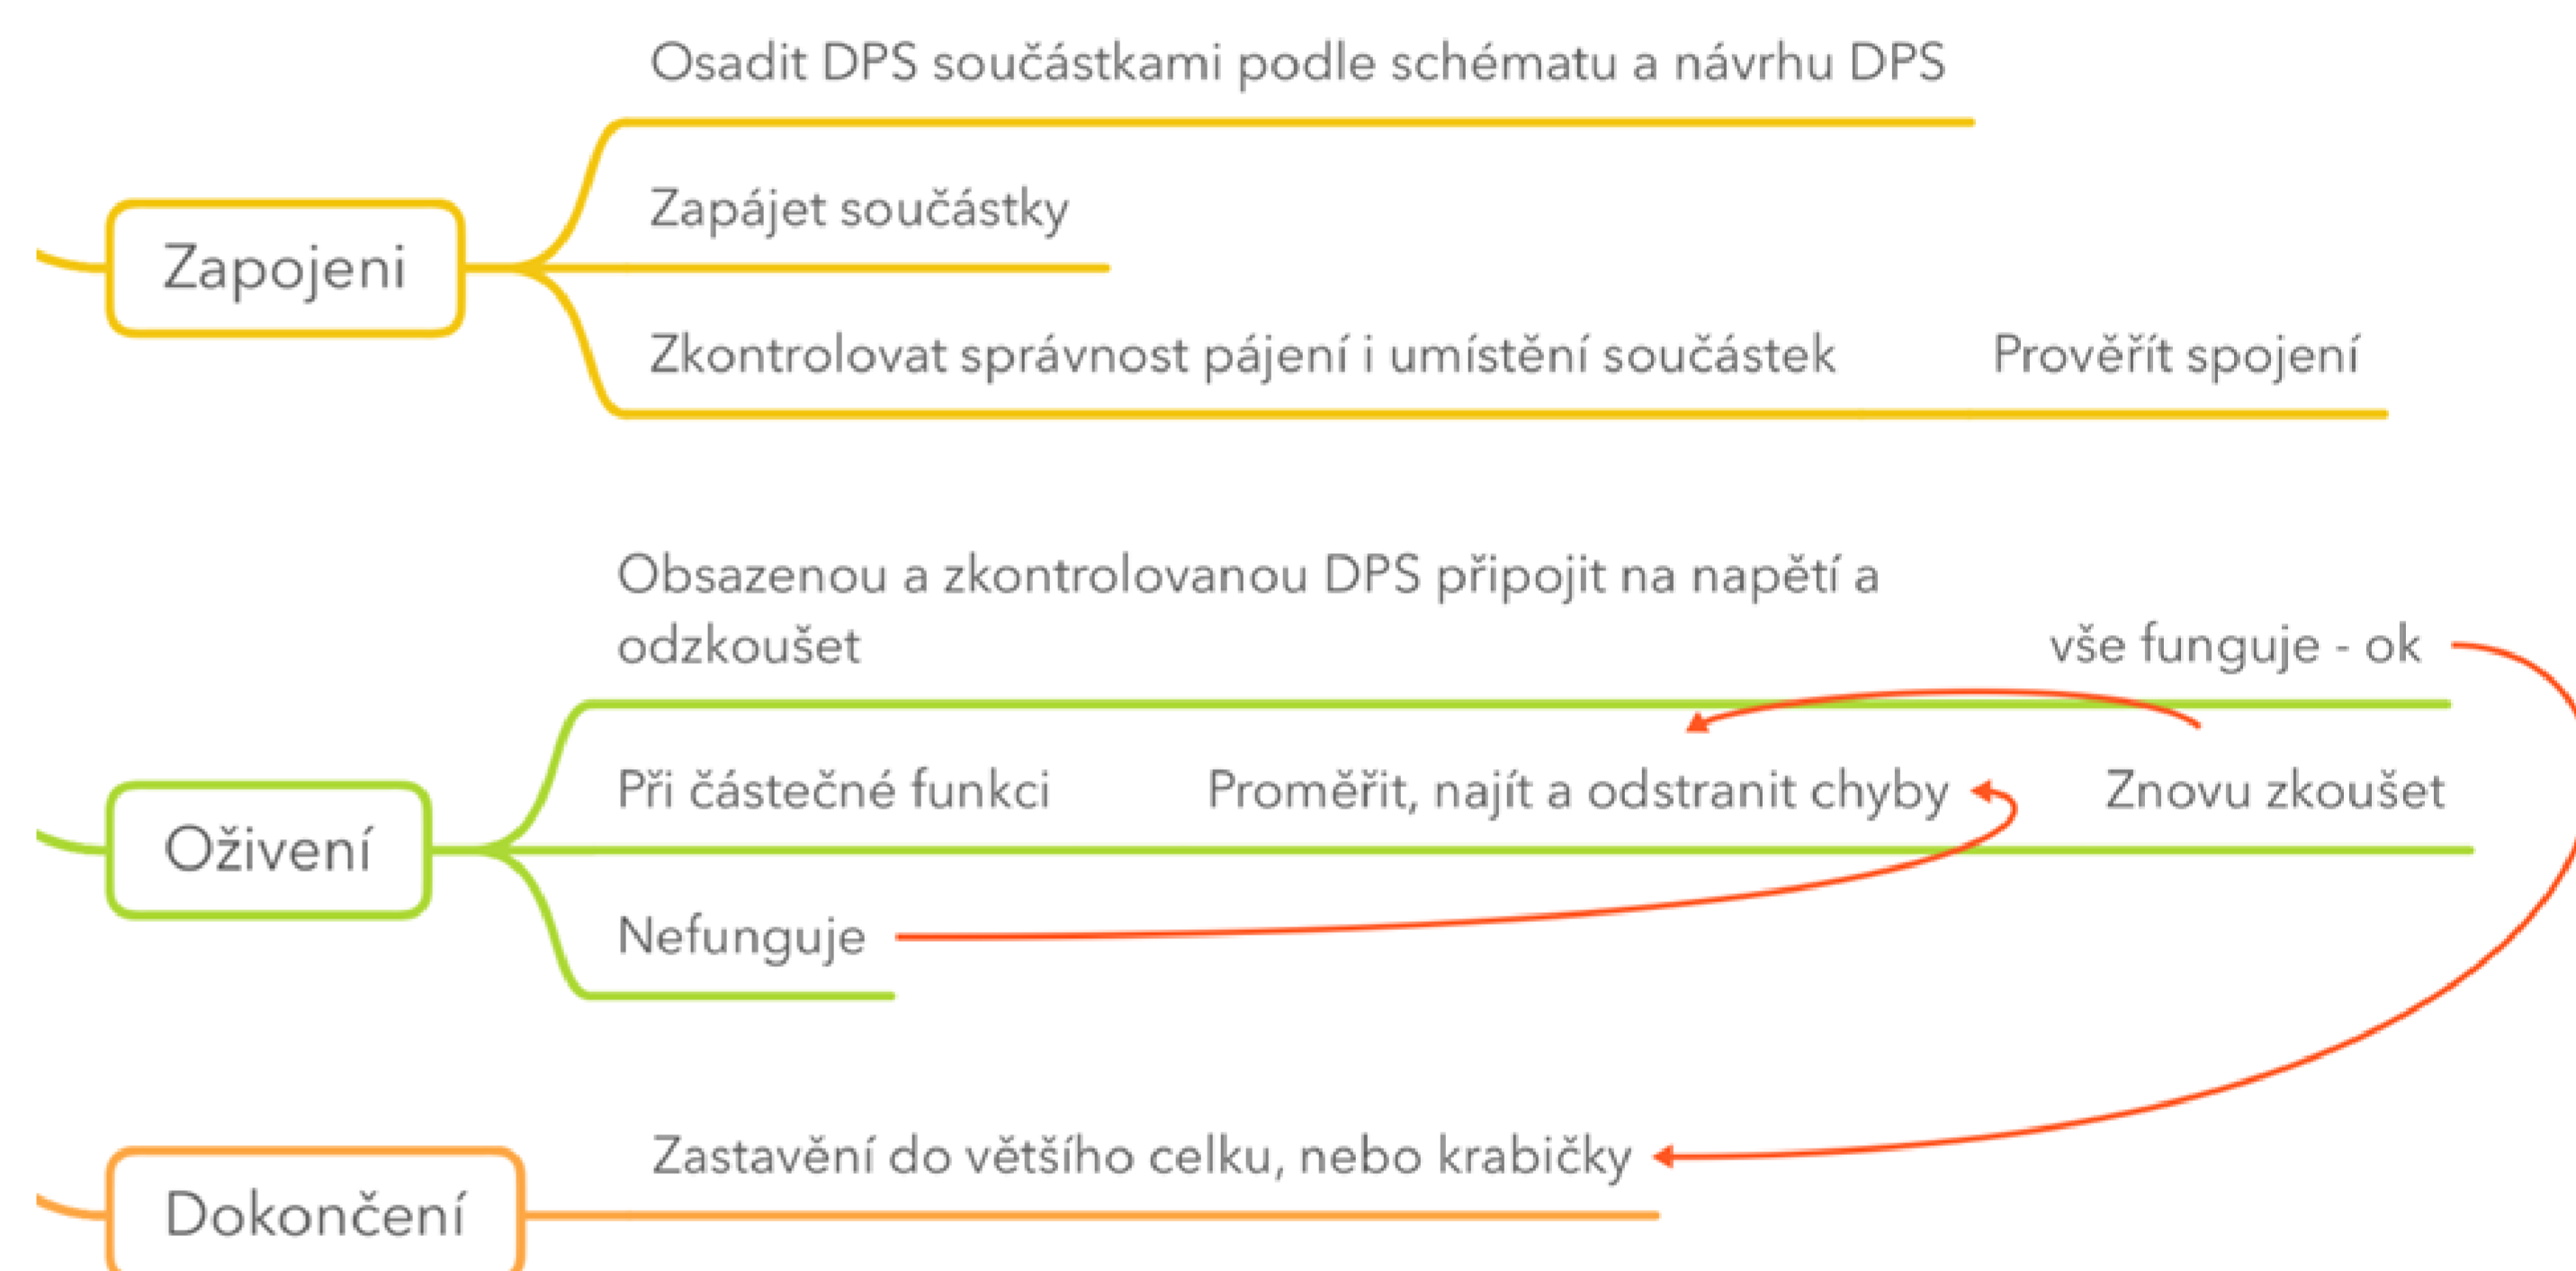 Osadit DPS součástkami podle schématu a návrhu DPS
Zapájet součástky
Zapojeni
Zkontrolovat správnost pájení i umístění součástek
Prověřít spojení
Obsazenou a zkontrolovanou DPS připojit na napětí a
odzkoušet
vše funguje - ok
Při částečné funkci
Proměřit, najít a odstranit chyby
Znovu zkoušet
Oživení
Nefunguje
Zastavění do většího celku, nebo krabičky
Dokončení